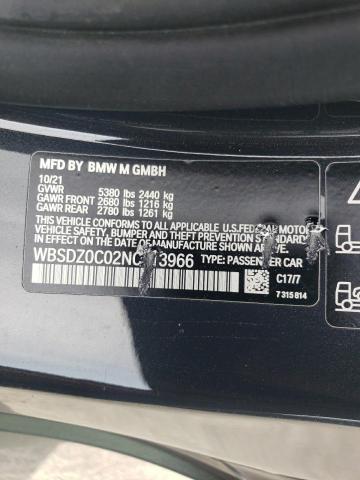 MFD BY BMW M GMBH
10/21
GVWR 5380 lbs 2440 kg
GAWR FRONT 2680 lbs 1216 kg
GAWR REAR 2780 lbs 1261 kg
THIS VEHICLE CONFORMS TO ALL APPLICABLE U.S. FEDERAL MOTOR
VEHICLE SAFETY, BUMPER, AND THEFT PREVENTION STANDARDS
IN EFFECT ON THE DATE OF MANUFACTURE SHOWN ABOVE.
TYPE: PASSENGER CAR
C17/7
7 315 814